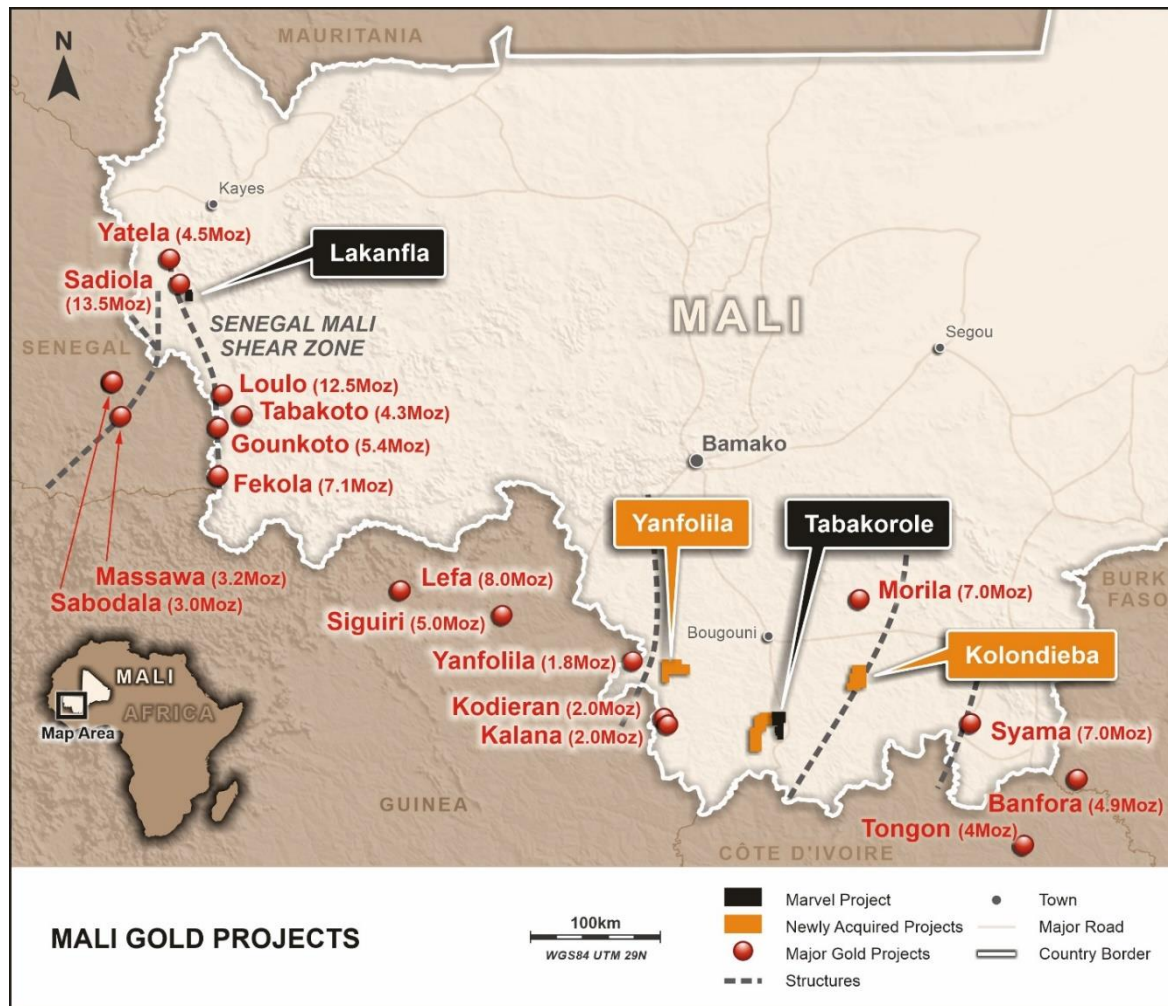 MAURITANIA
N
Kayes
Yatela (4.5Moz)
Lakanfla
Sadiola
(13.5Moz)
MALI
SENEGAL MALI
SHEAR ZONE
SENEGAL
Segou
Loulo (12.5Moz)
Tabakoto (4.3Moz)
Gounkoto (5.4Moz)
Bamako
Fekola (7.1Moz)
Yanfolila
Tabakorole
Massawa (3.2Moz)
Sabodala (3.0Moz)
Lefa (8.0Moz)
Siguiri (5.0Moz)
Morila (7.0Moz)
BURK
FASO
Bougouni
Yanfolila (1.8Moz)
Kolondieba
MALI
AFRICA
Map Area
Kodieran (2.0Moz)
Kalana (2.0Moz)
Syama (7.0Moz)
GUINEA
Banfora (4.9Moz)
Tongon (4Moz)
CÔTE D'IVOIRE
MALI GOLD PROJECTS
100km
WGS84 UTM 29N
Marvel Project
Newly Acquired Projects
Major Gold Projects
Structures
Town
Major Road
Country Border